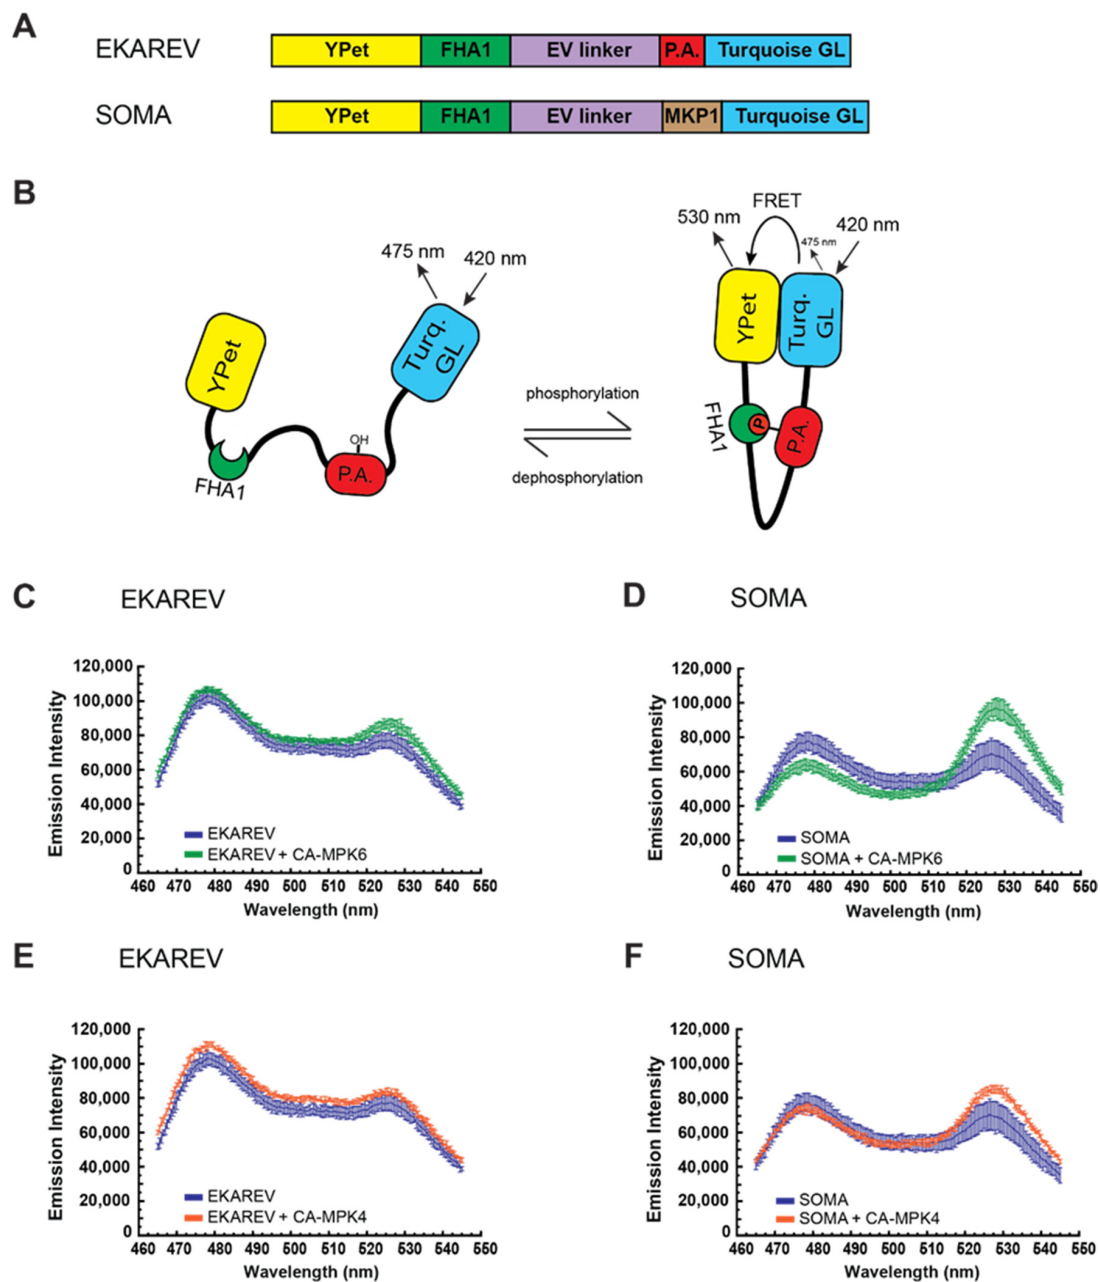 A
EKAREV
YPet FHA1 EV linker P.A. Turquoise GL
SOMA
YPet FHA1 EV linker MKP1 Turquoise GL
B
475 nm 420 nm
YPet
Turq. GL
FHA1
OH
P.A.
phosphorylation
dephosphorylation
FRET
530 nm 475 nm 420 nm
YPet
Turq. GL
FHA1
P
P.A.
C EKAREV
Emission Intensity
120,000
100,000
80,000
60,000
40,000
20,000
0
EKAREV
EKAREV + CA-MPK6
460 470 480 490 500 510 520 530 540 550
Wavelength (nm)
D SOMA
Emission Intensity
120,000
100,000
80,000
60,000
40,000
20,000
0
SOMA
SOMA + CA-MPK6
460 470 480 490 500 510 520 530 540 550
Wavelength (nm)
E EKAREV
Emission Intensity
120,000
100,000
80,000
60,000
40,000
20,000
0
EKAREV
EKAREV + CA-MPK4
460 470 480 490 500 510 520 530 540 550
Wavelength (nm)
F SOMA
Emission Intensity
120,000
100,000
80,000
60,000
40,000
20,000
0
SOMA
SOMA + CA-MPK4
460 470 480 490 500 510 520 530 540 550
Wavelength (nm)